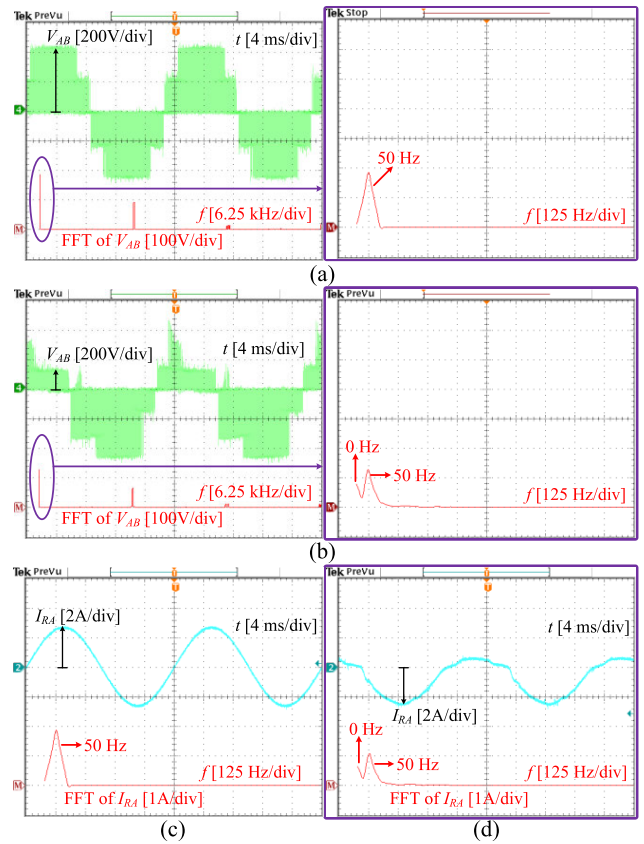 Tek PreVu
V_AB [200V/div]
t [4 ms/div]
4
f [6.25 kHz/div]
M
FFT of V_AB [100V/div]
Tek Stop
50 Hz
M
f [125 Hz/div]
(a)
Tek PreVu
V_AB [200V/div]
t [4 ms/div]
4
f [6.25 kHz/div]
M
FFT of V_AB [100V/div]
Tek PreVu
0 Hz
50 Hz
M
f [125 Hz/div]
(b)
Tek PreVu
I_RA [2A/div]
t [4 ms/div]
2
50 Hz
f [125 Hz/div]
M
FFT of I_RA [1A/div]
(c)
Tek PreVu
t [4 ms/div]
2
I_RA [2A/div]
0 Hz
50 Hz
f [125 Hz/div]
M
FFT of I_RA [1A/div]
(d)